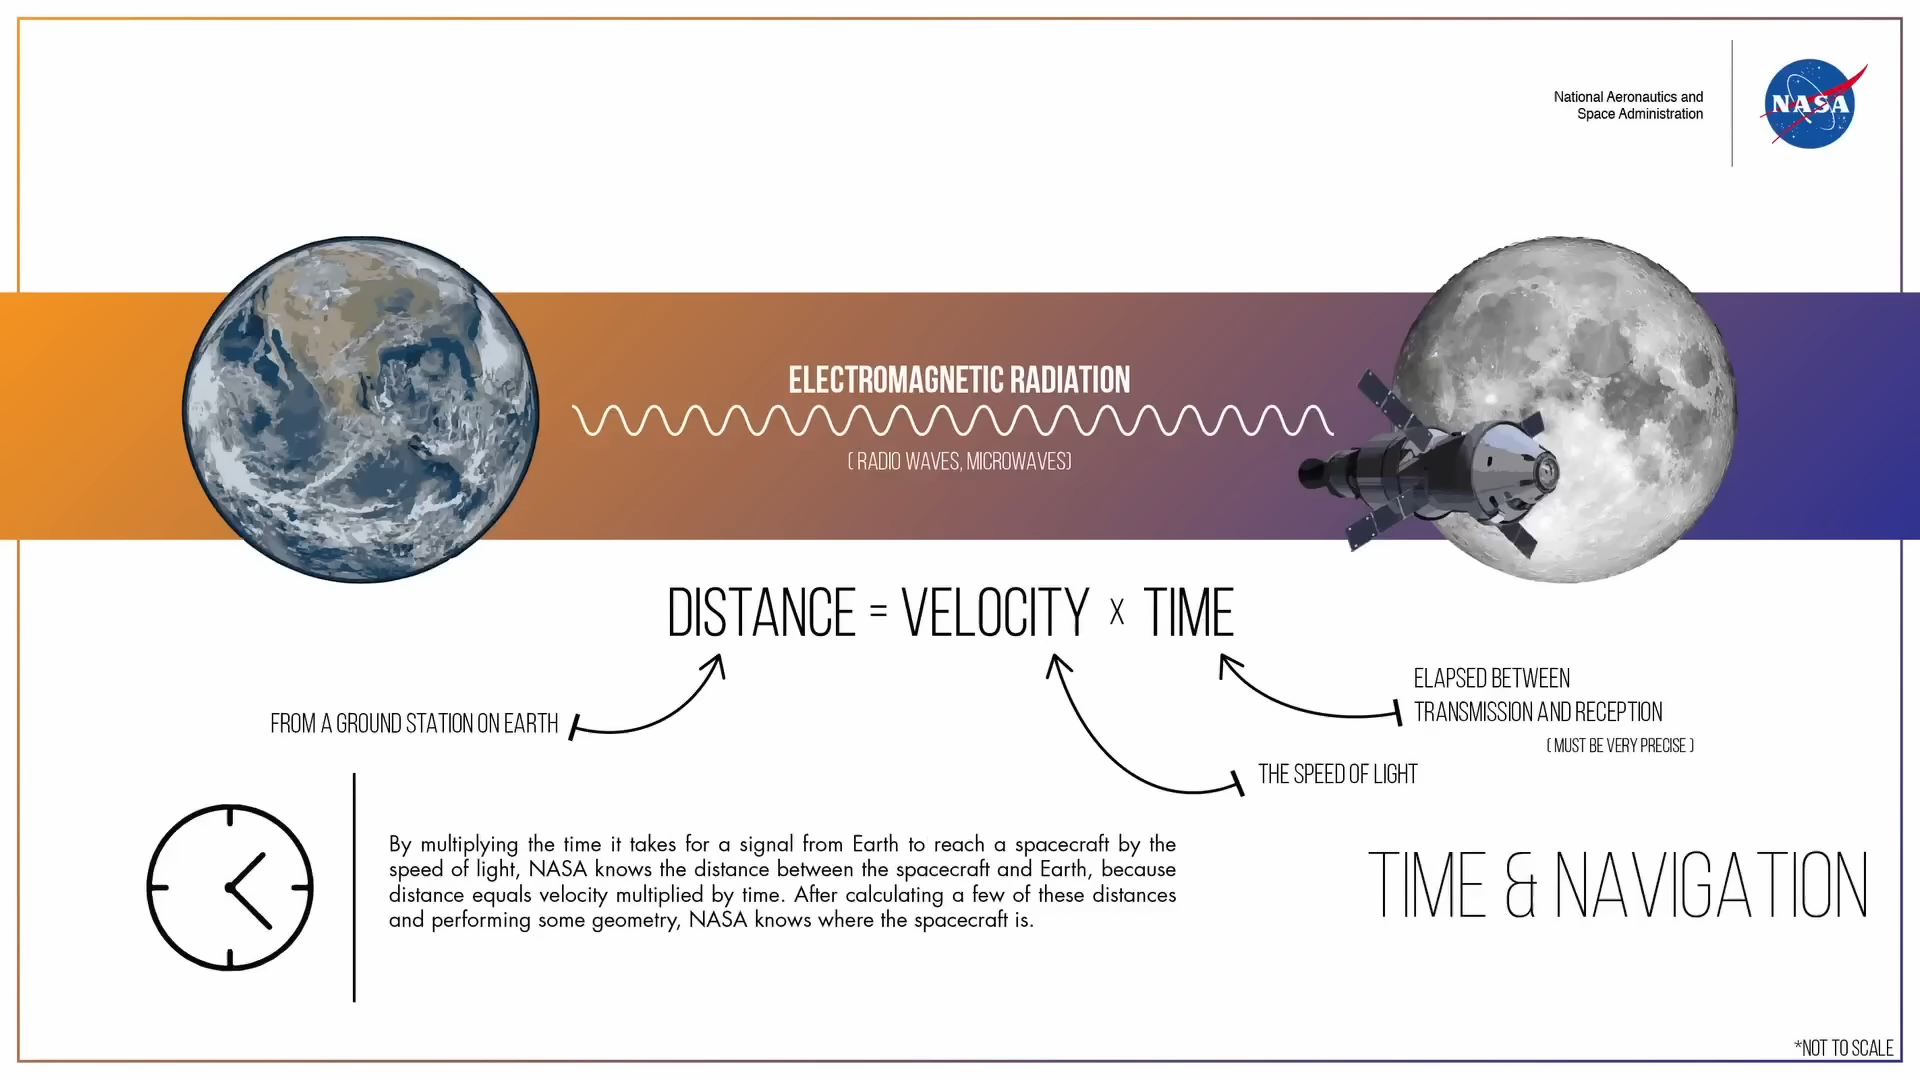 National Aeronautics and
Space Administration
NASA
ELECTROMAGNETIC RADIATION
( RADIO WAVES, MICROWAVES)
DISTANCE = VELOCITY x TIME
FROM A GROUND STATION ON EARTH
ELAPSED BETWEEN
TRANSMISSION AND RECEPTION
( MUST BE VERY PRECISE )
THE SPEED OF LIGHT
By multiplying the time it takes for a signal from Earth to reach a spacecraft by the
speed of light, NASA knows the distance between the spacecraft and Earth, because
distance equals velocity multiplied by time. After calculating a few of these distances
and performing some geometry, NASA knows where the spacecraft is.
TIME & NAVIGATION
*NOT TO SCALE